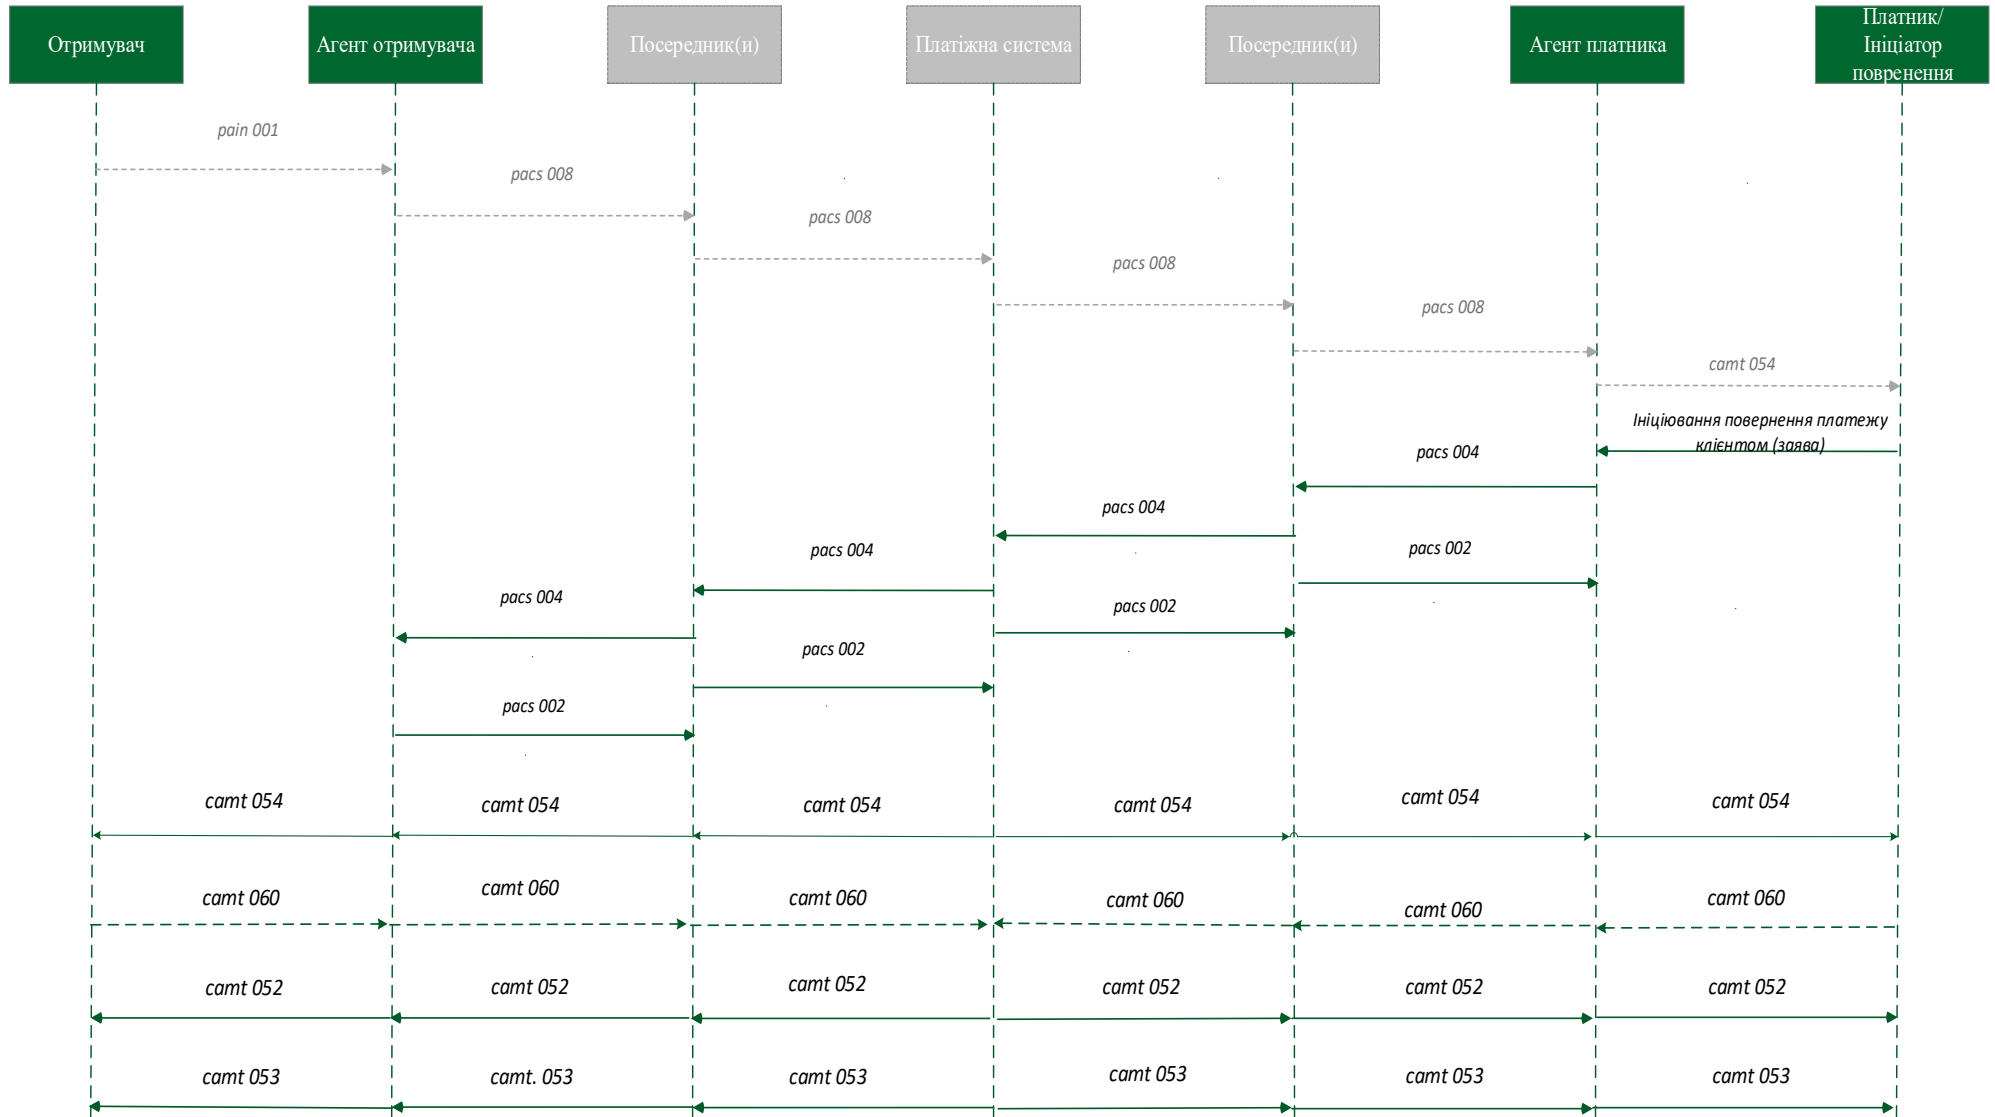 Отримувач
Агент отримувача
Посередник(и)
Платіжна система
Посередник(и)
Агент платника
Платник/
Ініціатор
повренення
pain 001
pacs 008
pacs 008
pacs 008
pacs 008
camt 054
Ініціювання повернення платежу
клієнтом (заява)
pacs 004
pacs 004
pacs 004
pacs 002
pacs 004
pacs 002
pacs 002
pacs 002
camt 054
camt 054
camt 054
camt 054
camt 054
camt 054
camt 060
camt 060
camt 060
camt 060
camt 060
camt 060
camt 052
camt 052
camt 052
camt 052
camt 052
camt 052
camt 053
camt. 053
camt 053
camt 053
camt 053
camt 053